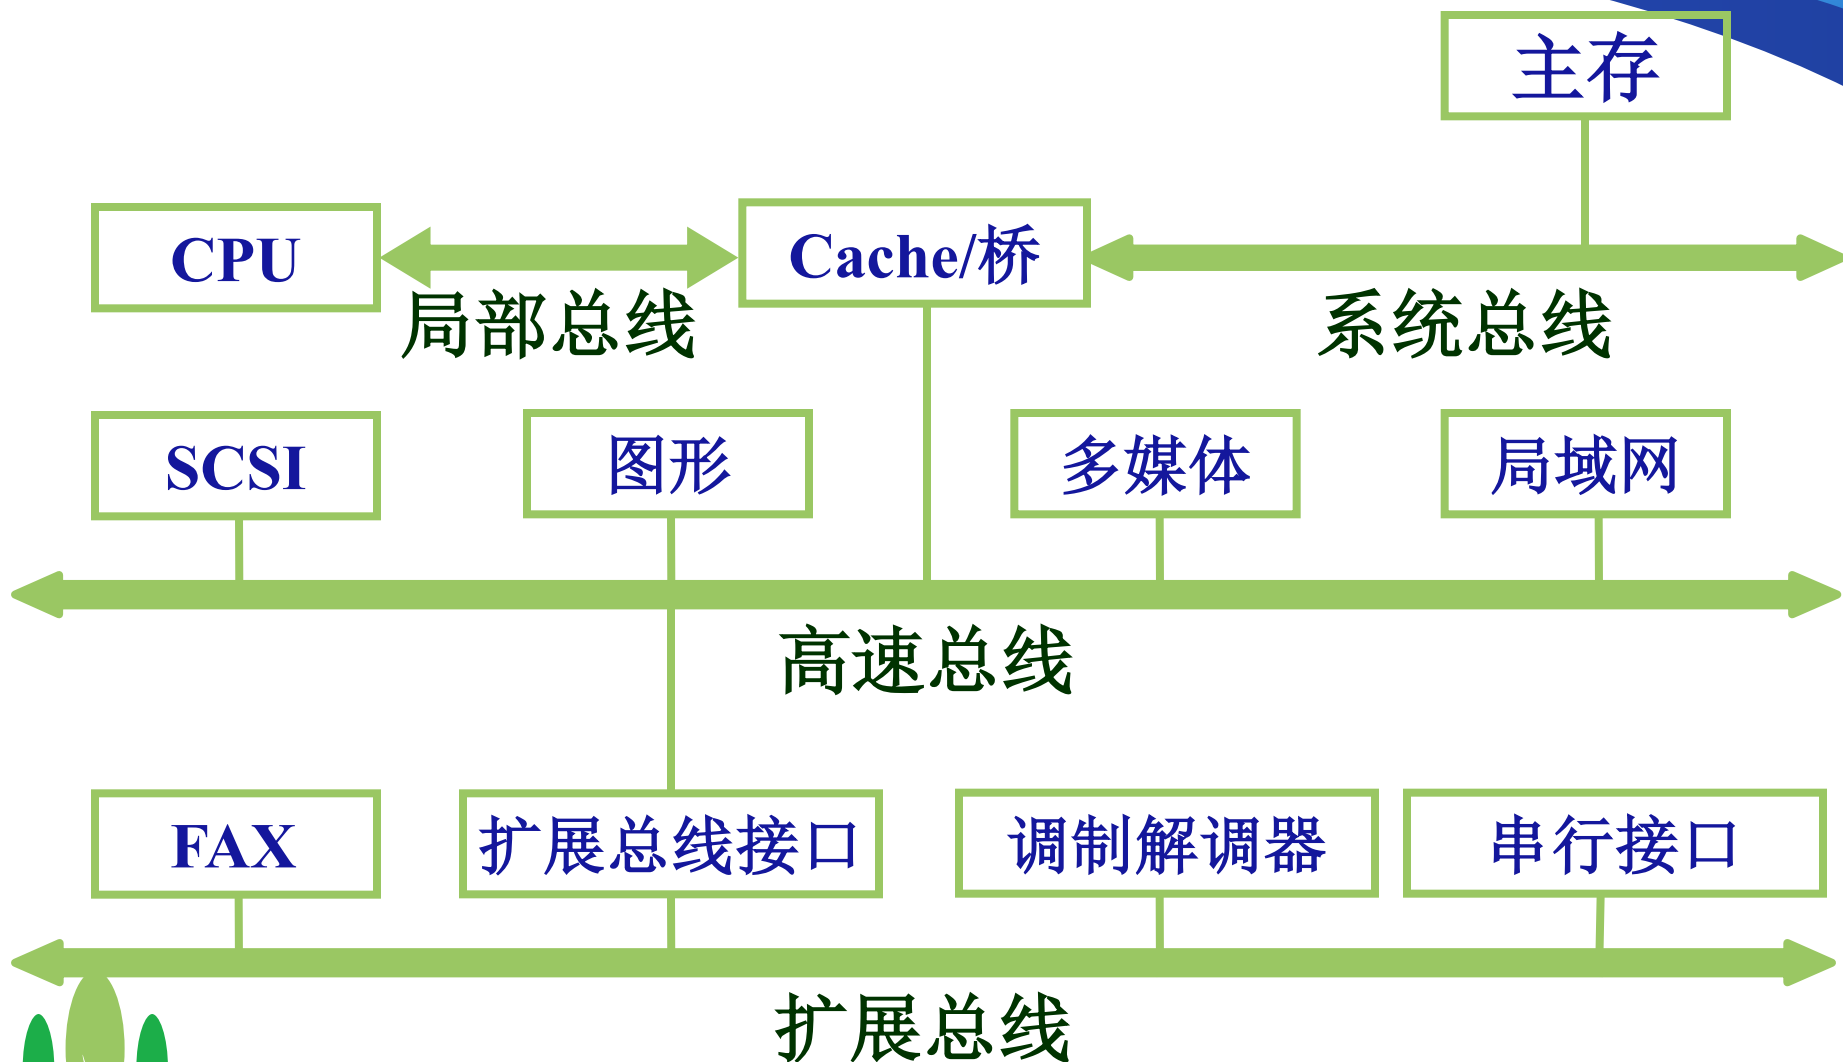 主存
CPU
Cache/桥
局部总线
系统总线
SCSI
图形
多媒体
局域网
高速总线
FAX
扩展总线接口
调制解调器
串行接口
扩展总线